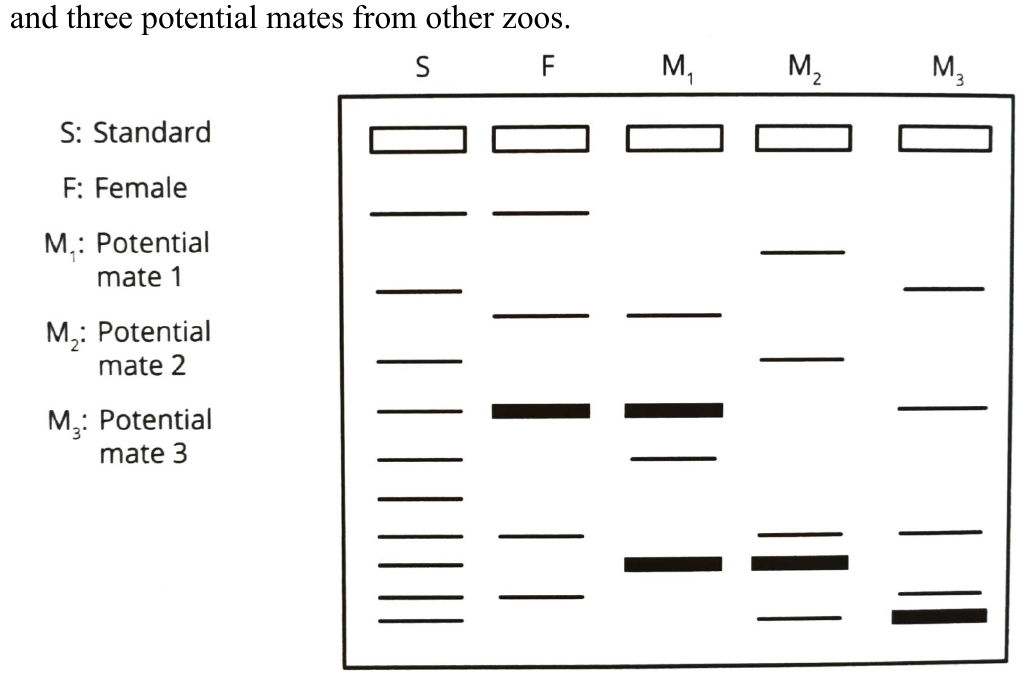 and three potential mates from other zoos.
S F M₁ M₂ M₃
S: Standard
F: Female
M₁: Potential
mate 1
M₂: Potential
mate 2
M₃: Potential
mate 3